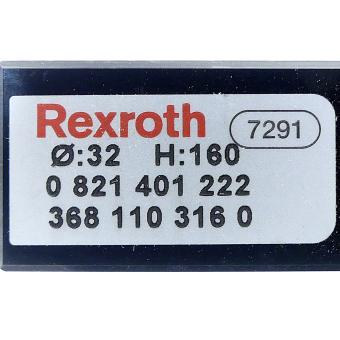 Rexroth 7291
Ø:32 H:160
0 821 401 222
368 110 316 0